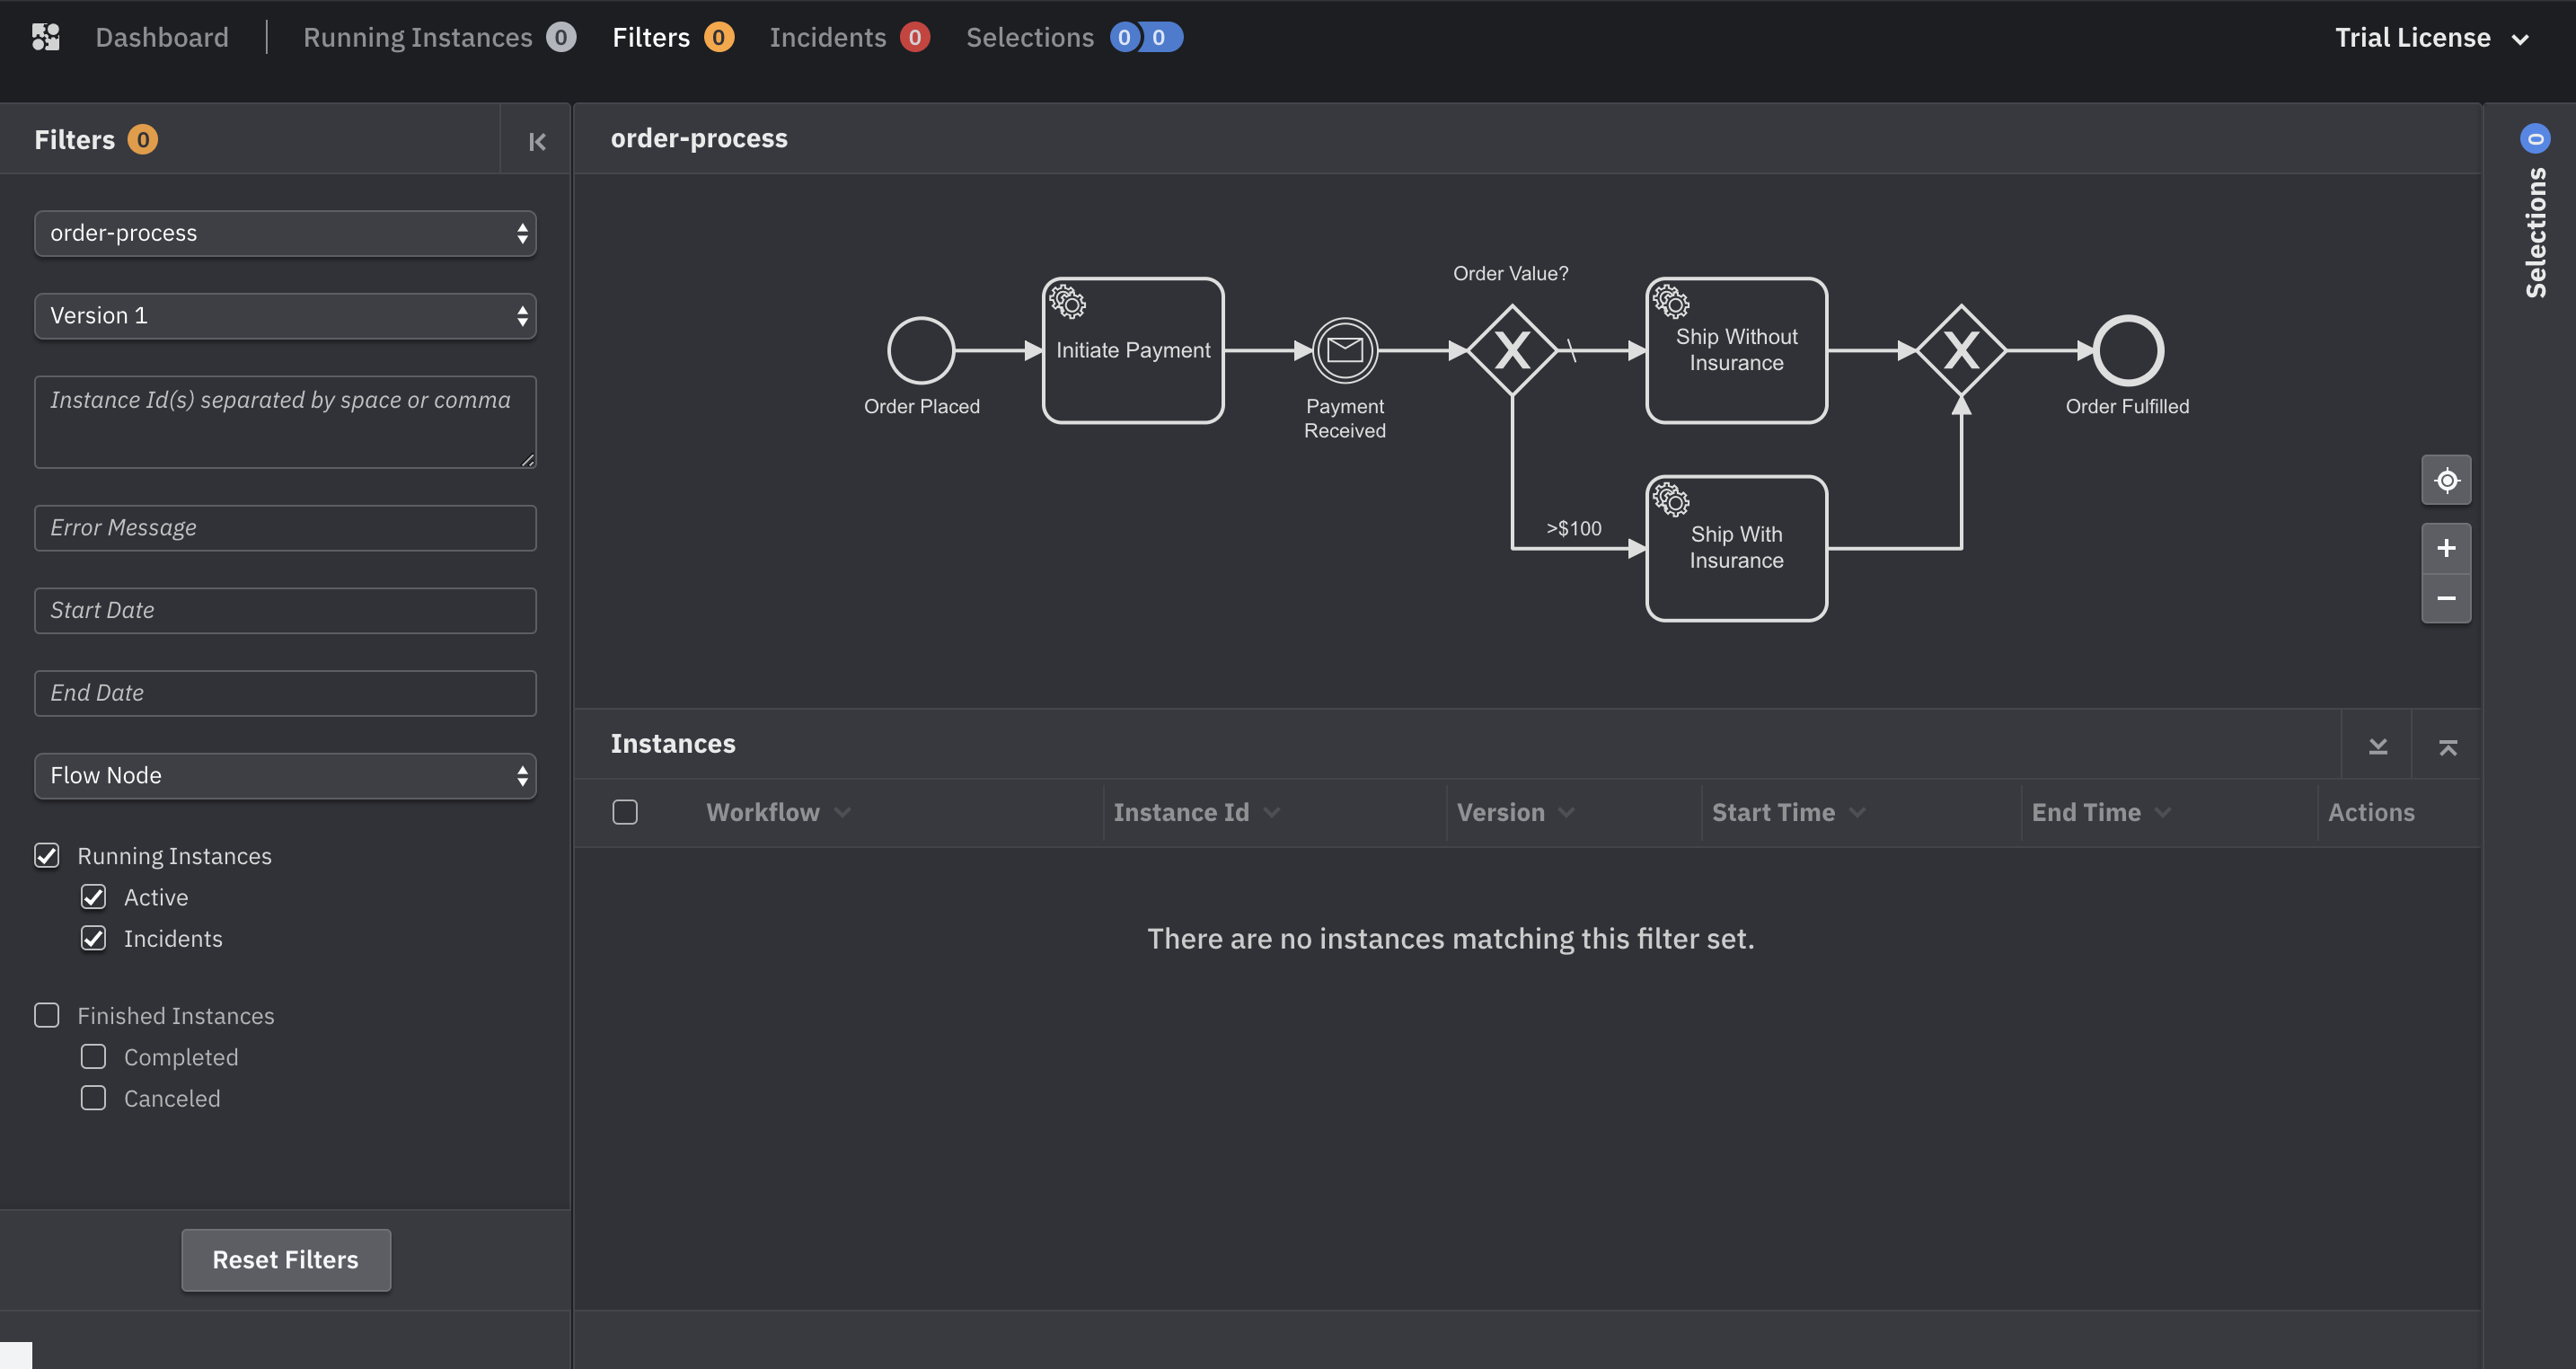 Dashboard
Running Instances 0
Filters 0
Incidents 0
Selections 0 0
Trial License
Filters 0
order-process
Version 1
Instance Id(s) separated by space or comma
Error Message
Start Date
End Date
Flow Node
Running Instances
Active
Incidents
Finished Instances
Completed
Canceled
Reset Filters
order-process
Order Placed
Initiate Payment
Payment
Received
Order Value?
X
Ship Without
Insurance
>$100
Ship With
Insurance
X
Order Fulfilled
+
−
Instances
Workflow
Instance Id
Version
Start Time
End Time
Actions
There are no instances matching this filter set.
Selections 0